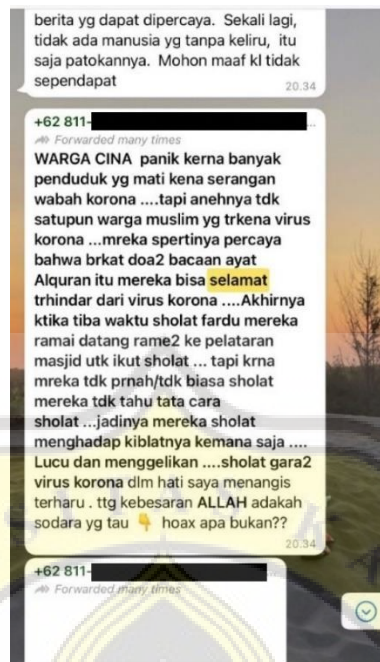 berita yg dapat dipercaya. Sekali lagi,
tidak ada manusia yg tanpa keliru, itu
saja patokannya. Mohon maaf kl tidak
sependapat
20.34
+62 811-
Forwarded many times
WARGA CINA panik kerna banyak
penduduk yg mati kena serangan
wabah korona ....tapi anehnya tdk
satupun warga muslim yg trkena virus
korona ...mreka spertinya percaya
bahwa brkat doa2 bacaan ayat
Alquran itu mereka bisa selamat
trhindar dari virus korona ....Akhirnya
ktika tiba waktu sholat fardu mereka
ramai datang rame2 ke pelataran
masjid utk ikut sholat ... tapi krna
mreka tdk prnah/tdk biasa sholat
mereka tdk tahu tata cara
sholat ...jadinya mereka sholat
menghadap kiblatnya kemana saja ....
Lucu dan menggelikan ....sholat gara2
virus korona dlm hati saya menangis
terharu . ttg kebesaran ALLAH adakah
sodara yg tau 👇 hoax apa bukan??
20.34
+62 811-
Forwarded many times